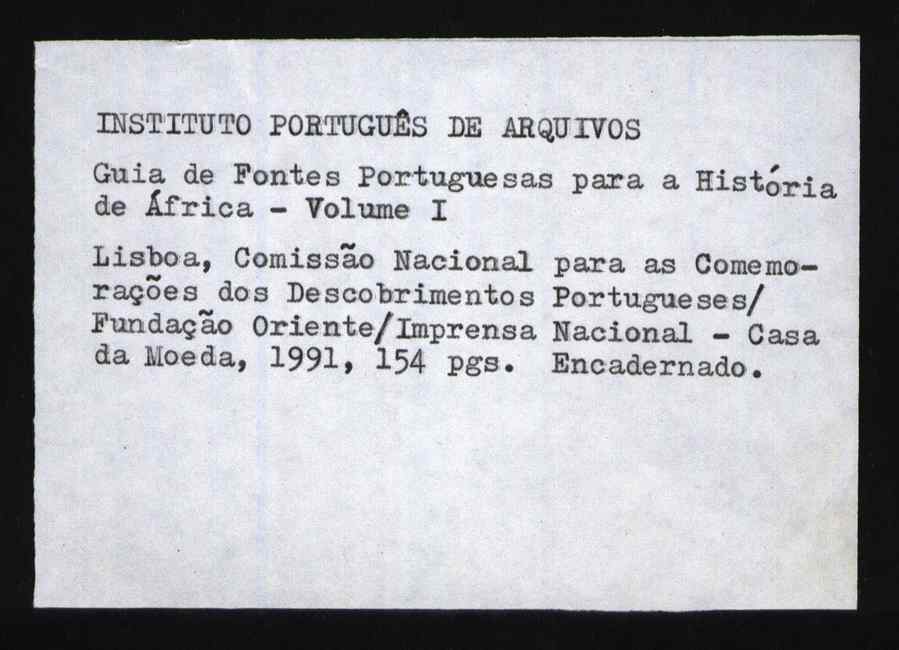 INSTITUTO PORTUGUÊS DE ARQUIVOS
Guia de Fontes Portuguesas para a História
de África - Volume I
Lisboa, Comissão Nacional para as Comemo-
rações dos Descobrimentos Portugueses/
Fundação Oriente/Imprensa Nacional - Casa
da Moeda, 1991, 154 pgs. Encadernado.